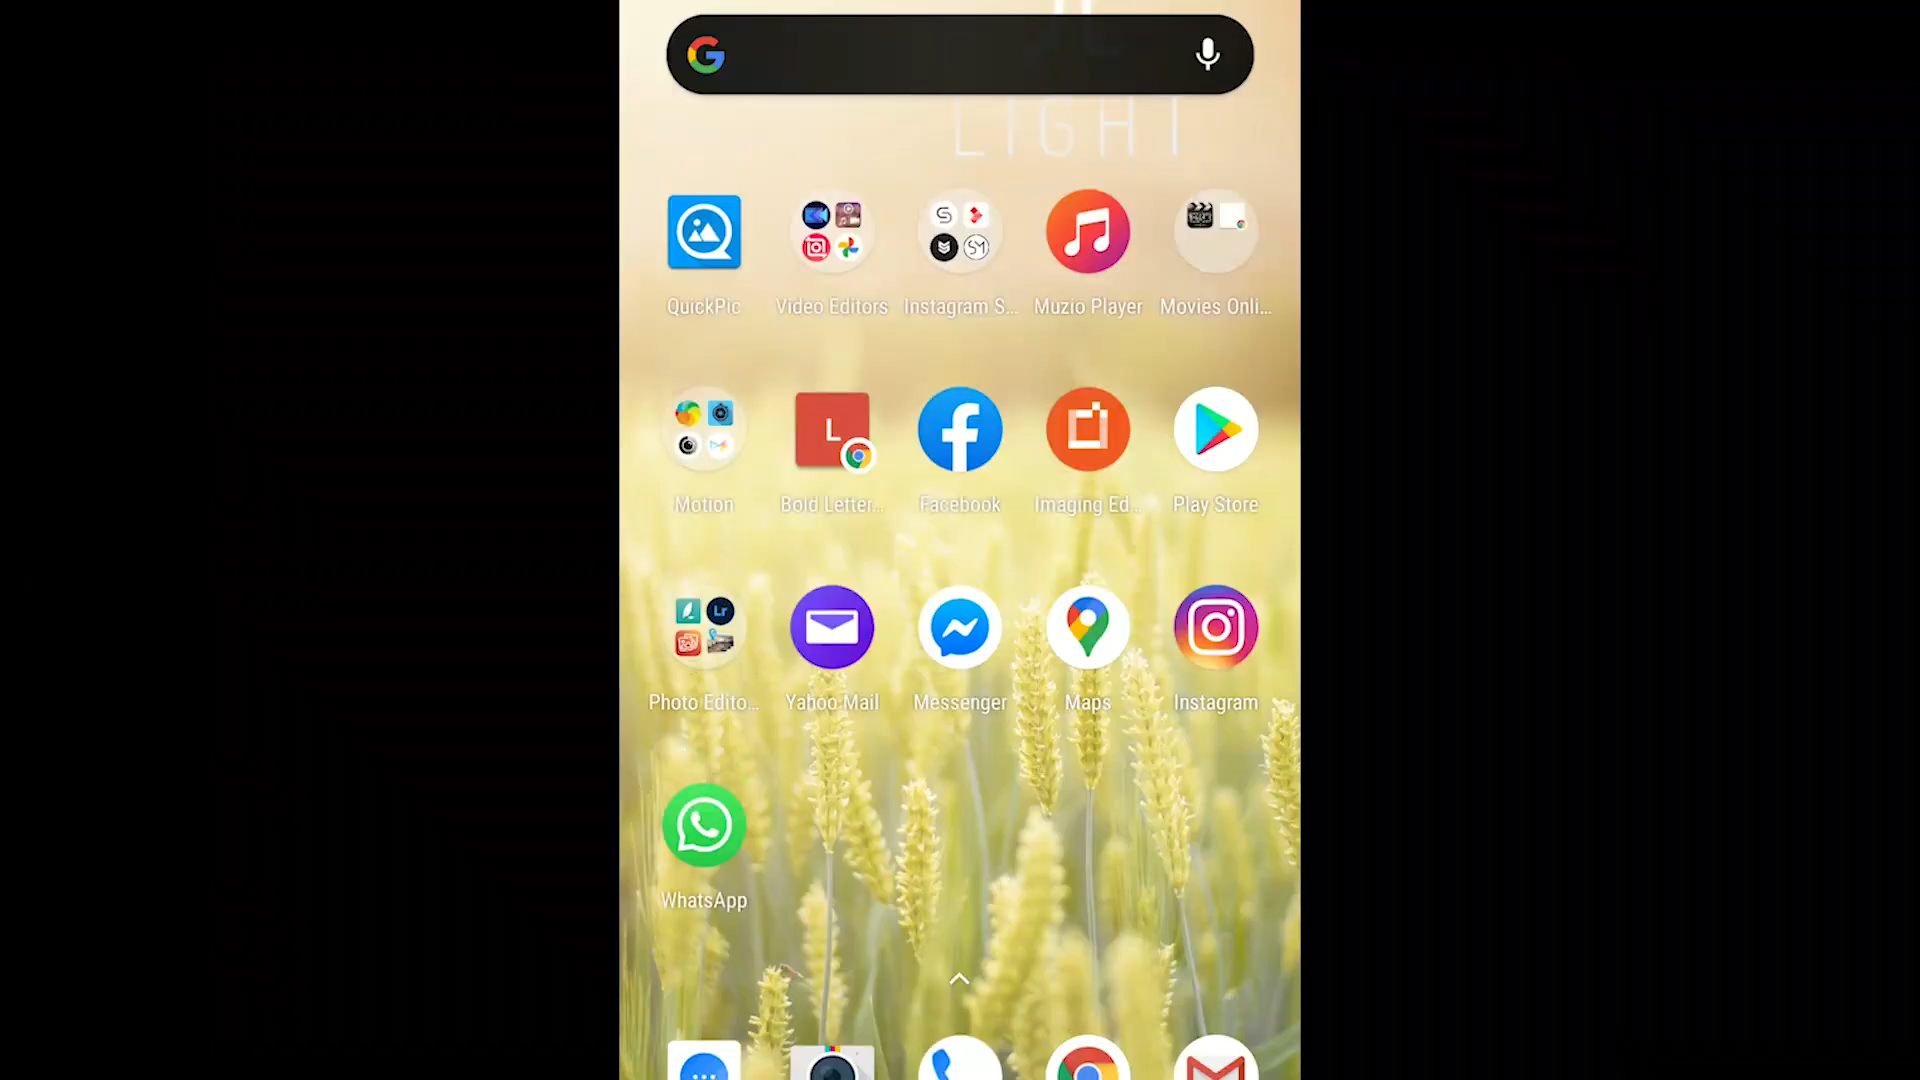 LIGHT
QuickPic
Video Editors
Instagram S...
Muzio Player
Movies Onli...
Motion
L
Bold Letter...
Facebook
Imaging Ed...
Play Store
Lr
Photo Edito...
Yahoo Mail
Messenger
Maps
Instagram
WhatsApp